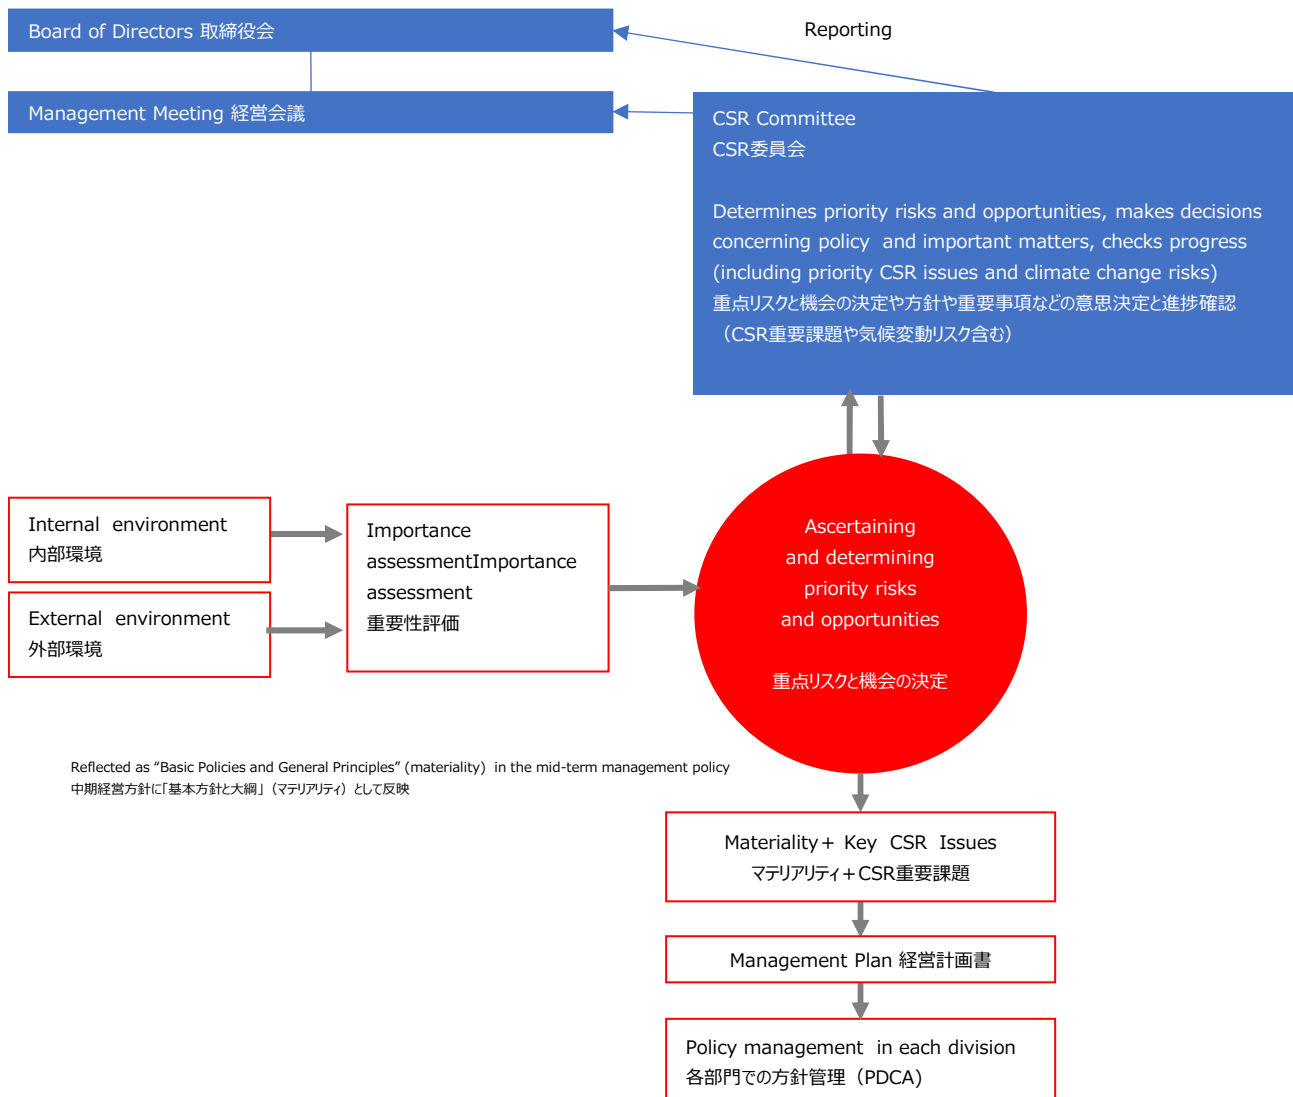 Board of Directors 取締役会
Reporting
Management Meeting 経営会議
CSR Committee
CSR委員会
Determines priority risks and opportunities, makes decisions
concerning policy and important matters, checks progress
(including priority CSR issues and climate change risks)
重点リスクと機会の決定や方針や重要事項などの意思決定と進捗確認
（CSR重要課題や気候変動リスク含む）
Internal environment
内部環境
External environment
外部環境
Importance
assessmentImportance
assessment
重要性評価
Ascertaining
and determining
priority risks
and opportunities
重点リスクと機会の決定
Reflected as “Basic Policies and General Principles” (materiality) in the mid-term management policy
中期経営方針に「基本方針と大綱」（マテリアリティ）として反映
Materiality＋ Key CSR Issues
マテリアリティ＋CSR重要課題
Management Plan 経営計画書
Policy management in each division
各部門での方針管理（PDCA）